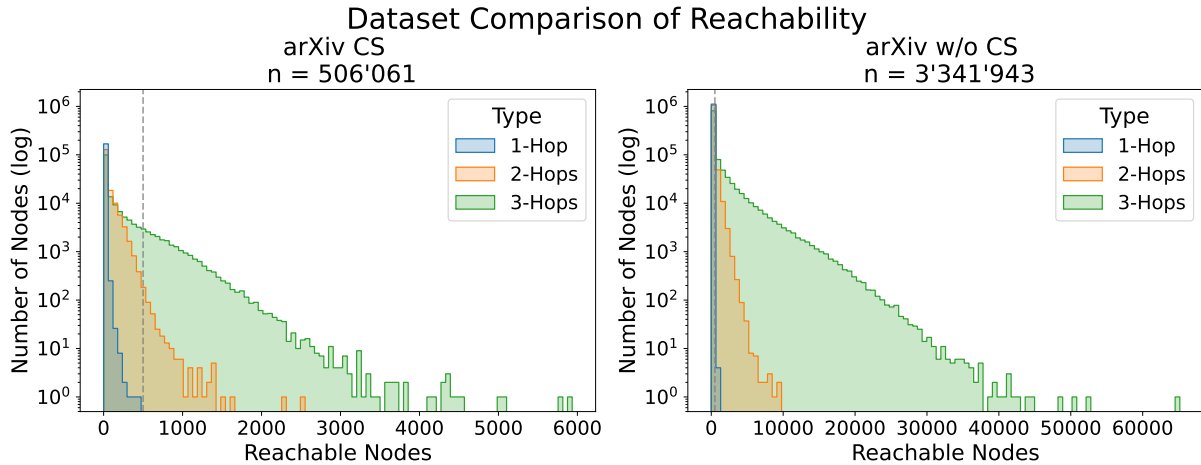 Dataset Comparison of Reachability
arXiv CS
n = 506'061
Number of Nodes (log)
10^6
10^5
10^4
10^3
10^2
10^1
10^0
Type
1-Hop
2-Hops
3-Hops
0 1000 2000 3000 4000 5000 6000
Reachable Nodes
arXiv w/o CS
n = 3'341'943
Number of Nodes (log)
10^6
10^5
10^4
10^3
10^2
10^1
10^0
Type
1-Hop
2-Hops
3-Hops
0 10000 20000 30000 40000 50000 60000
Reachable Nodes